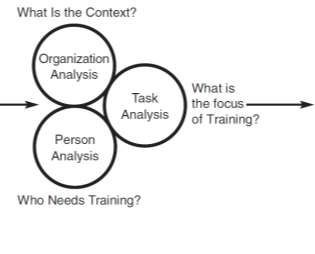 What Is the Context?
Organization
Analysis
Task
Analysis
What is
the focus
of Training?
Person
Analysis
Who Needs Training?